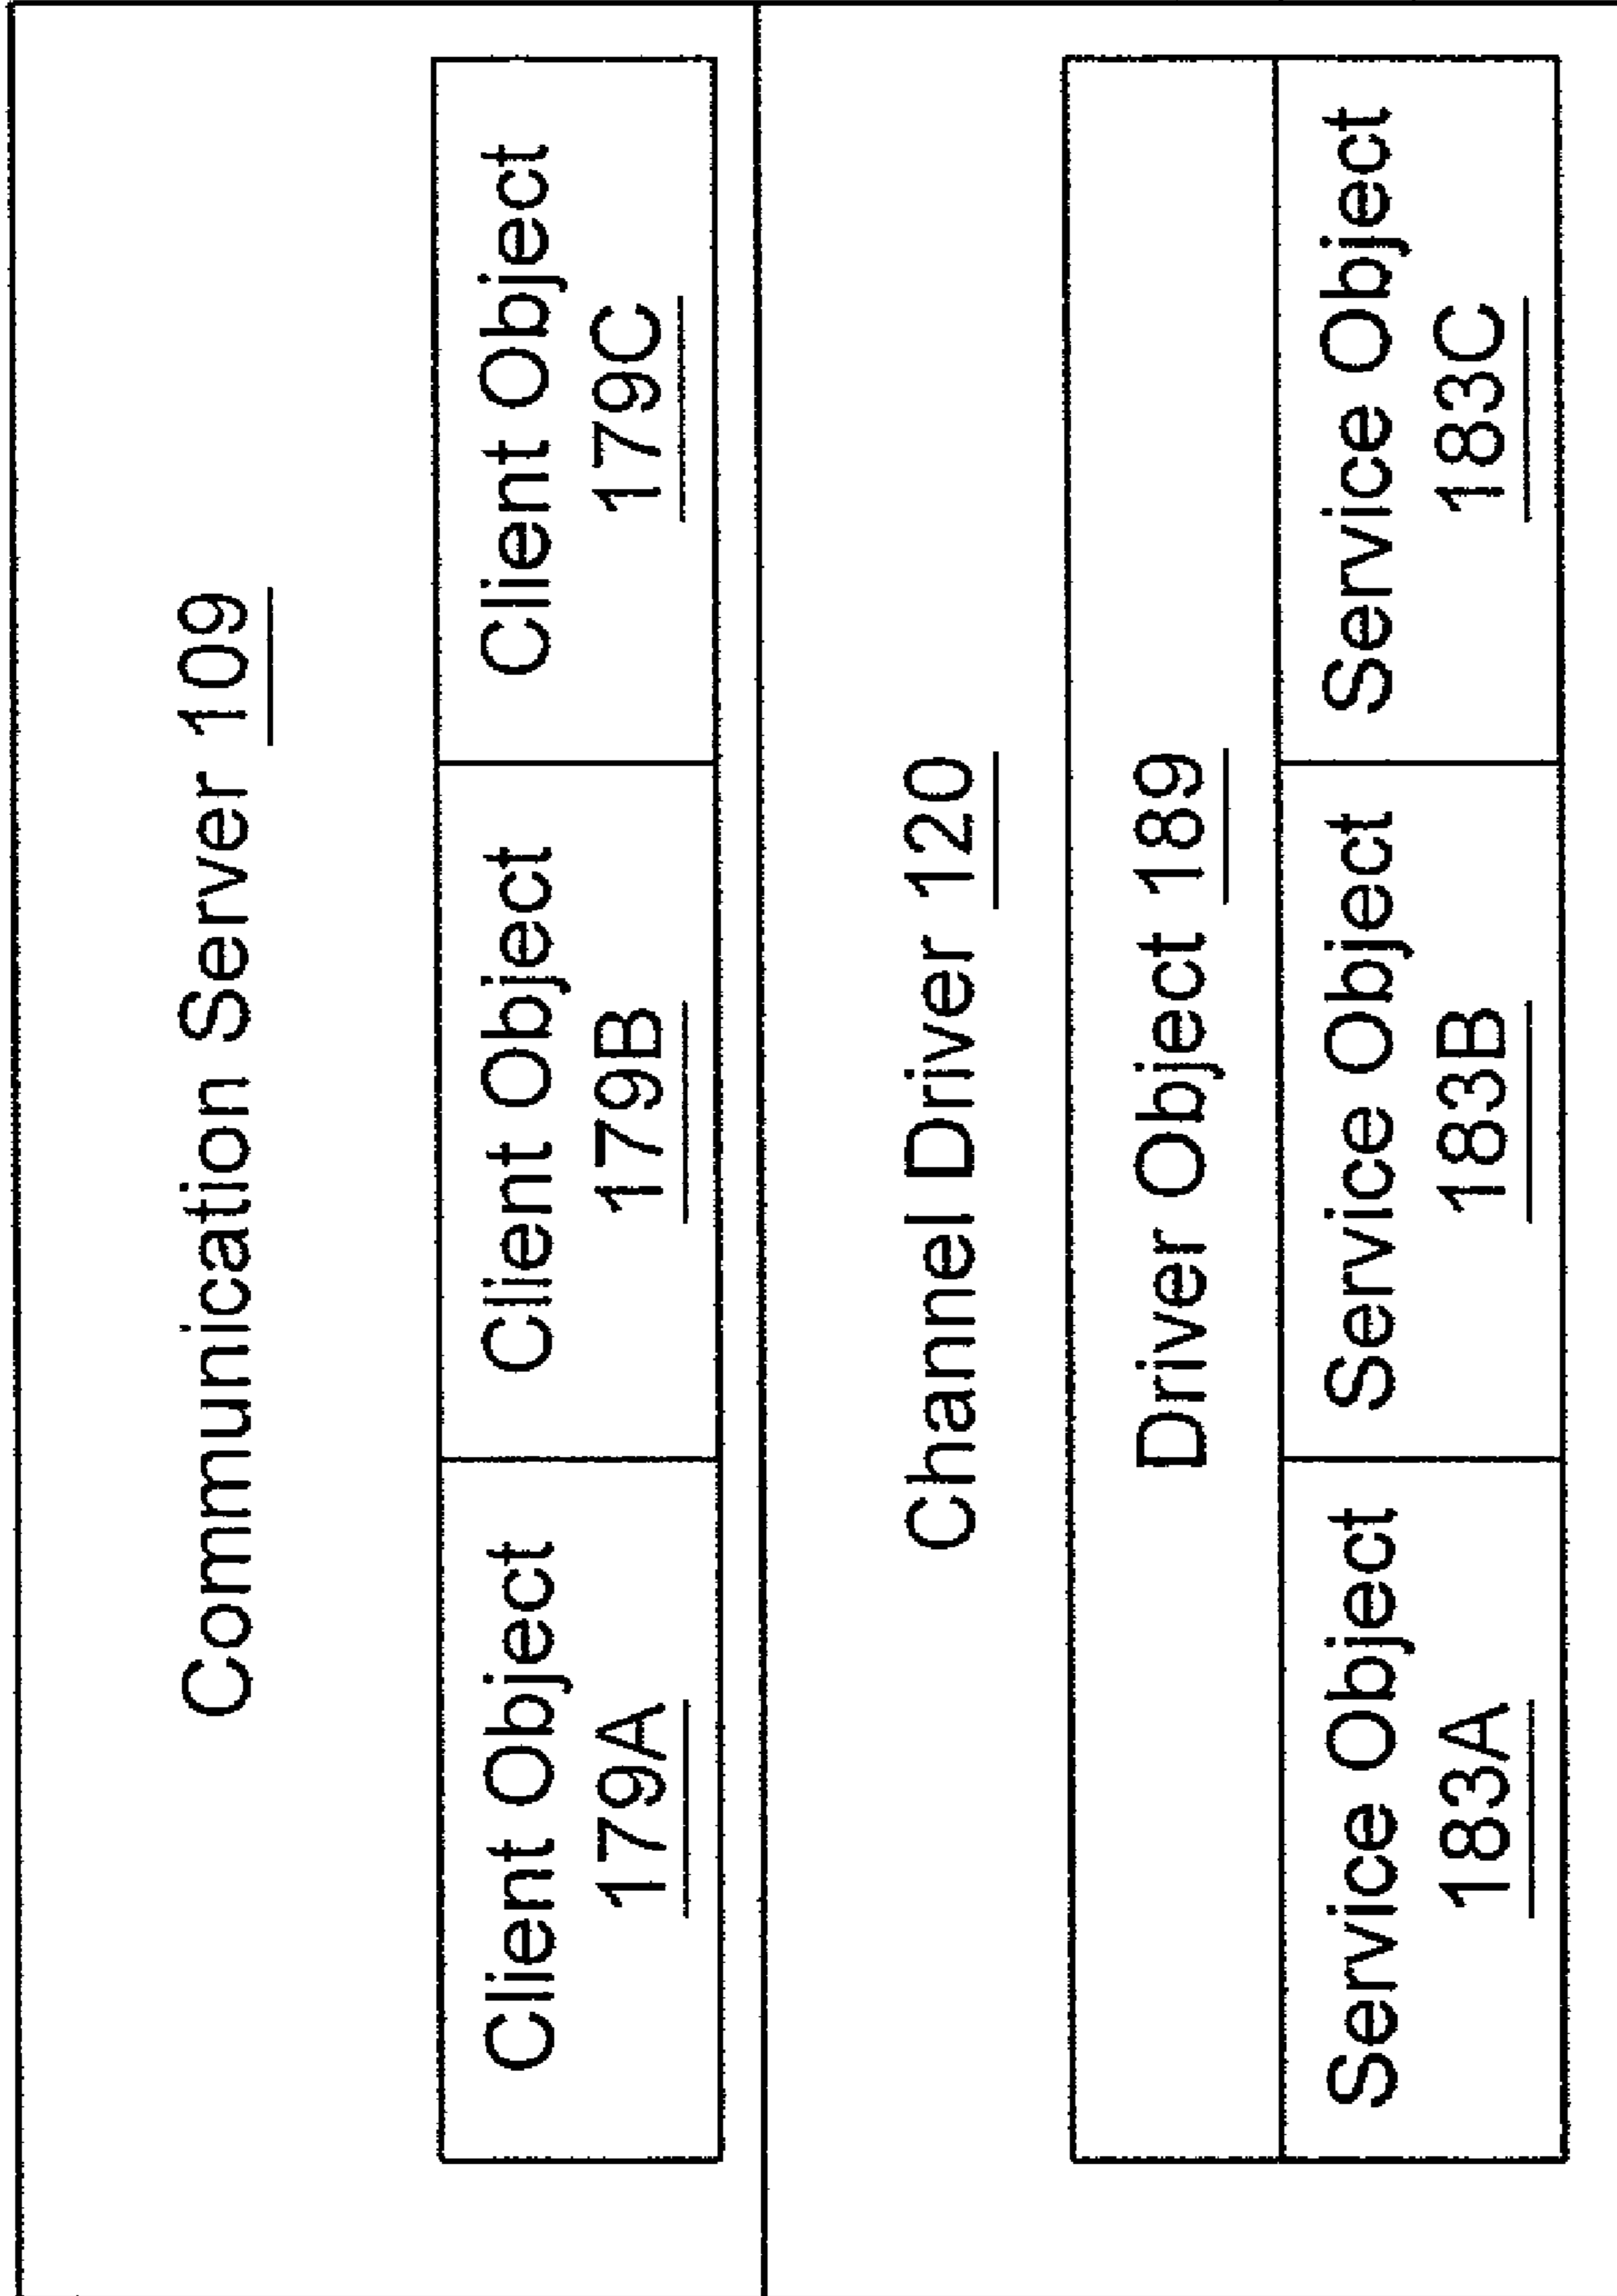 Communication Server 109
Client Object
179A
Client Object
179B
Client Object
179C
Channel Driver 120
Driver Object 189
Service Object
183A
Service Object
183B
Service Object
183C